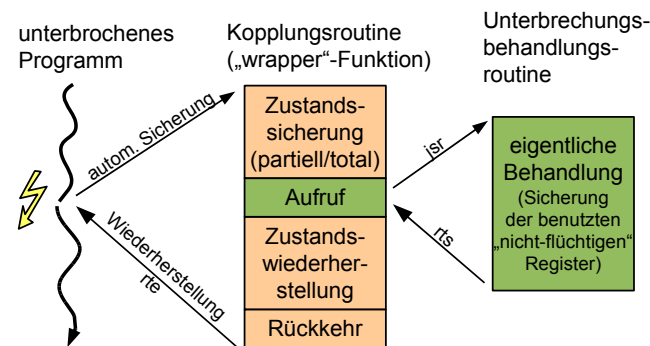 unterbrochenes
Programm
Kopplungsroutine
(„wrapper“-Funktion)
Unterbrechungs-
behandlungs-
routine
autom. Sicherung
Zustands-
sicherung
(partiell/total)
Aufruf
Zustands-
wiederher-
stellung
Rückkehr
Wiederherstellung
rte
jsr
rts
eigentliche
Behandlung
(Sicherung
der benutzten
„nicht-flüchtigen“
Register)